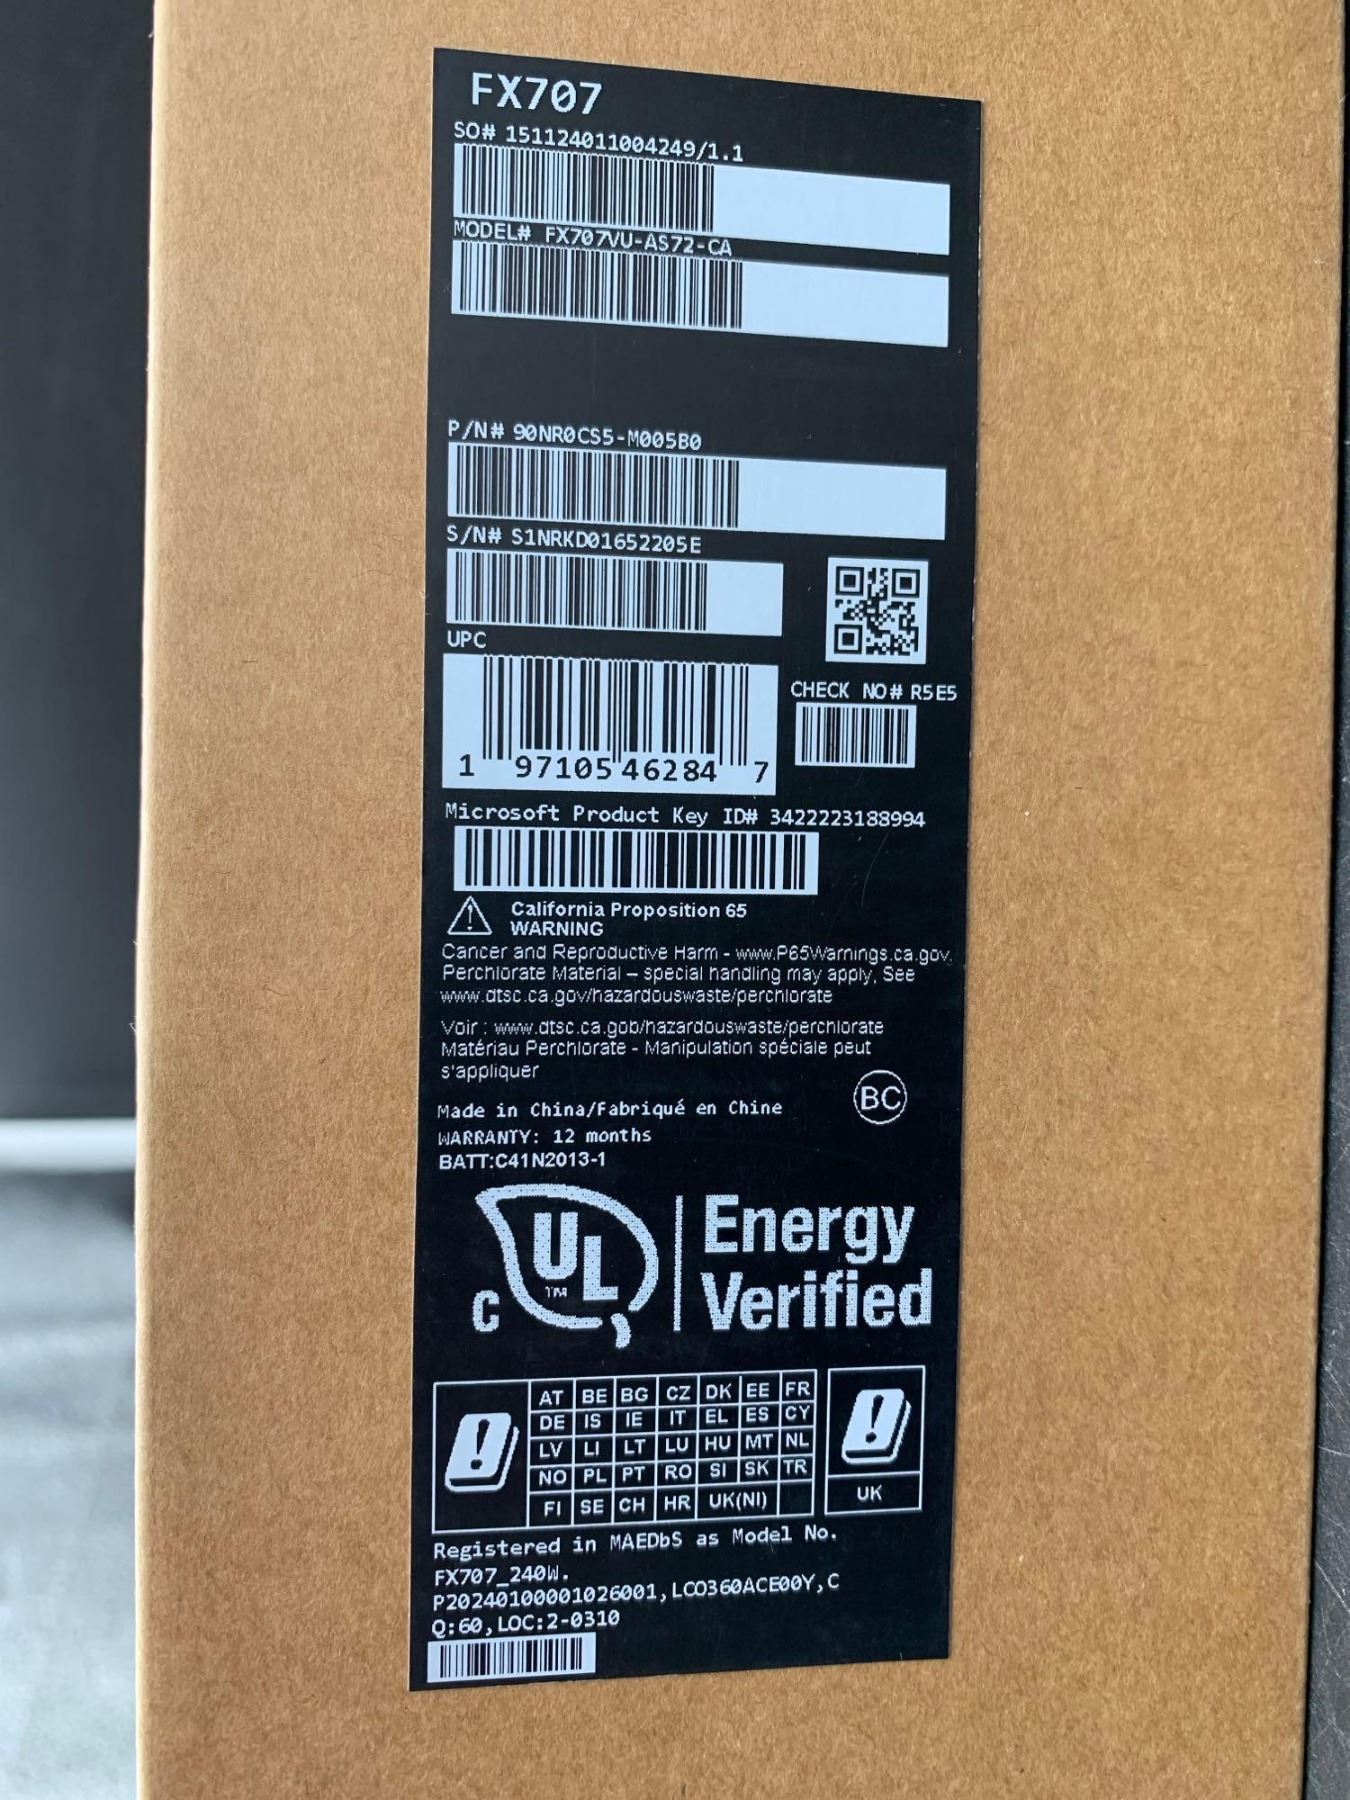 FX707
SO# 151124011004249/1.1
MODEL# FX707VU-AS72-CA
P/N# 90NR0CS5-M005B0
S/N# S1NRKD01652205E
UPC
1 97105 46284 7
CHECK NO# R5E5
Microsoft Product Key ID# 3422223188994
California Proposition 65
WARNING
Cancer and Reproductive Harm - www.P65Warnings.ca.gov.
Perchlorate Material – special handling may apply, See
www.dtsc.ca.gov/hazardouswaste/perchlorate
Voir : www.dtsc.ca.gob/hazardouswaste/perchlorate
Matériau Perchlorate - Manipulation spéciale peut
s'appliquer
BC
Made in China/Fabriqué en Chine
WARRANTY: 12 months
BATT:C41N2013-1
C UL TM
Energy
Verified
AT BE BG CZ DK EE FR
DE IS IE IT EL ES CY
LV LI LT LU HU MT NL
NO PL PT RO SI SK TR
FI SE CH HR UK(NI)
UK
Registered in MAEDbS as Model No.
FX707_240W.
P20240100001026001,LCO360ACE00Y,C
Q:60,LOC:2-0310